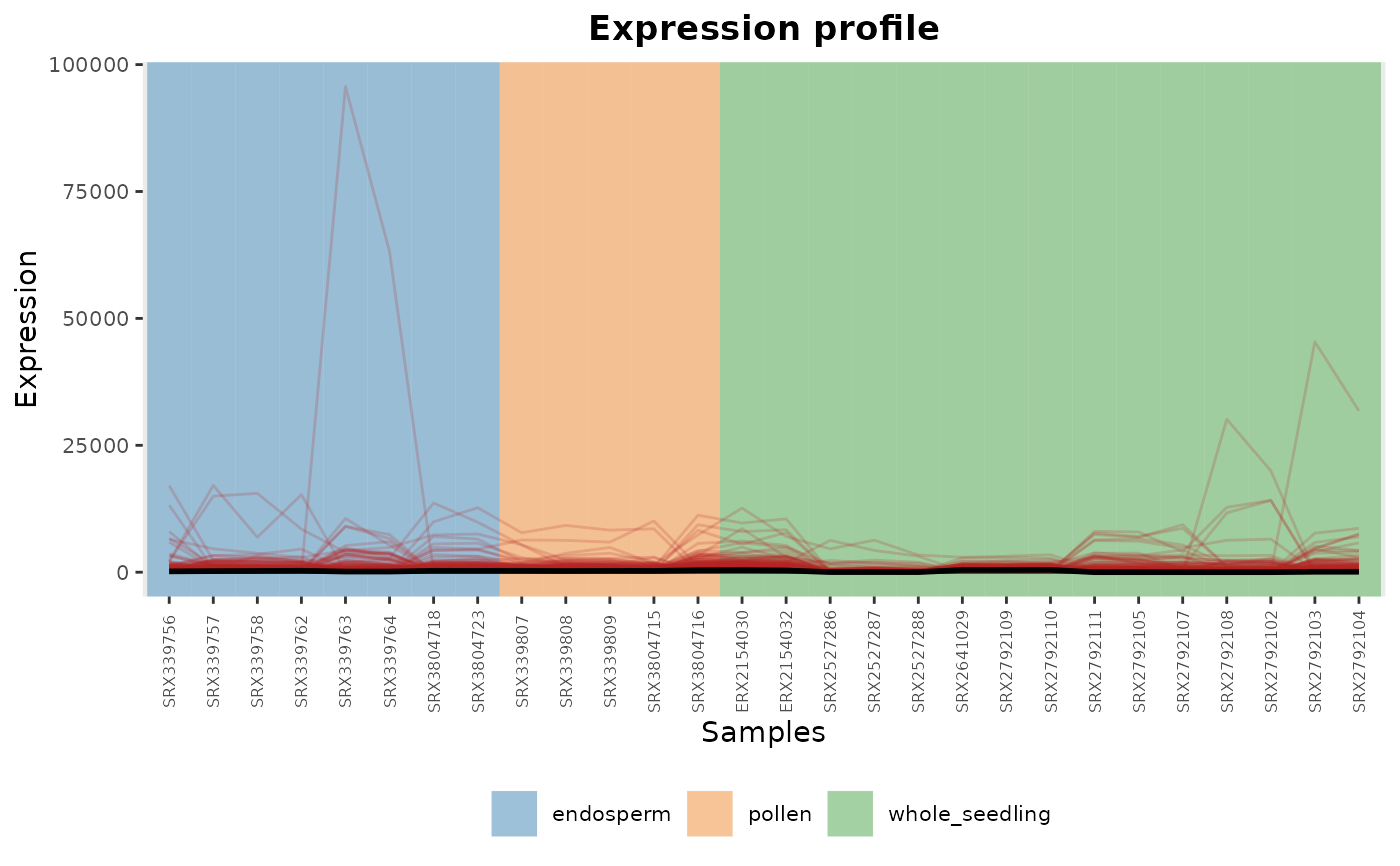 Expression profile
100000
75000
50000
25000
0
Expression
SRX339756
SRX339757
SRX339758
SRX339762
SRX339763
SRX339764
SRX3804718
SRX3804723
SRX339807
SRX339808
SRX339809
SRX3804715
SRX3804716
ERX2154030
ERX2154032
SRX2527286
SRX2527287
SRX2527288
SRX2641029
SRX2792109
SRX2792110
SRX2792111
SRX2792105
SRX2792107
SRX2792108
SRX2792102
SRX2792103
SRX2792104
Samples
endosperm
pollen
whole_seedling